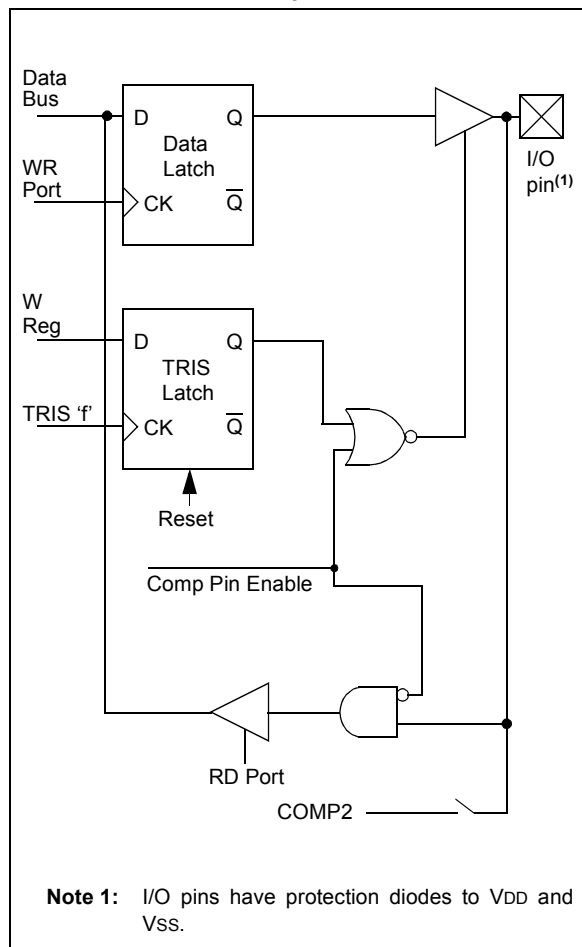 Data
Bus
D Q
Data
Latch
WR
Port
CK Q
I/O
pin(1)
W
Reg
D Q
TRIS
Latch
TRIS ‘f’
CK Q
Reset
Comp Pin Enable
RD Port
COMP2
Note 1: I/O pins have protection diodes to VDD and
VSS.